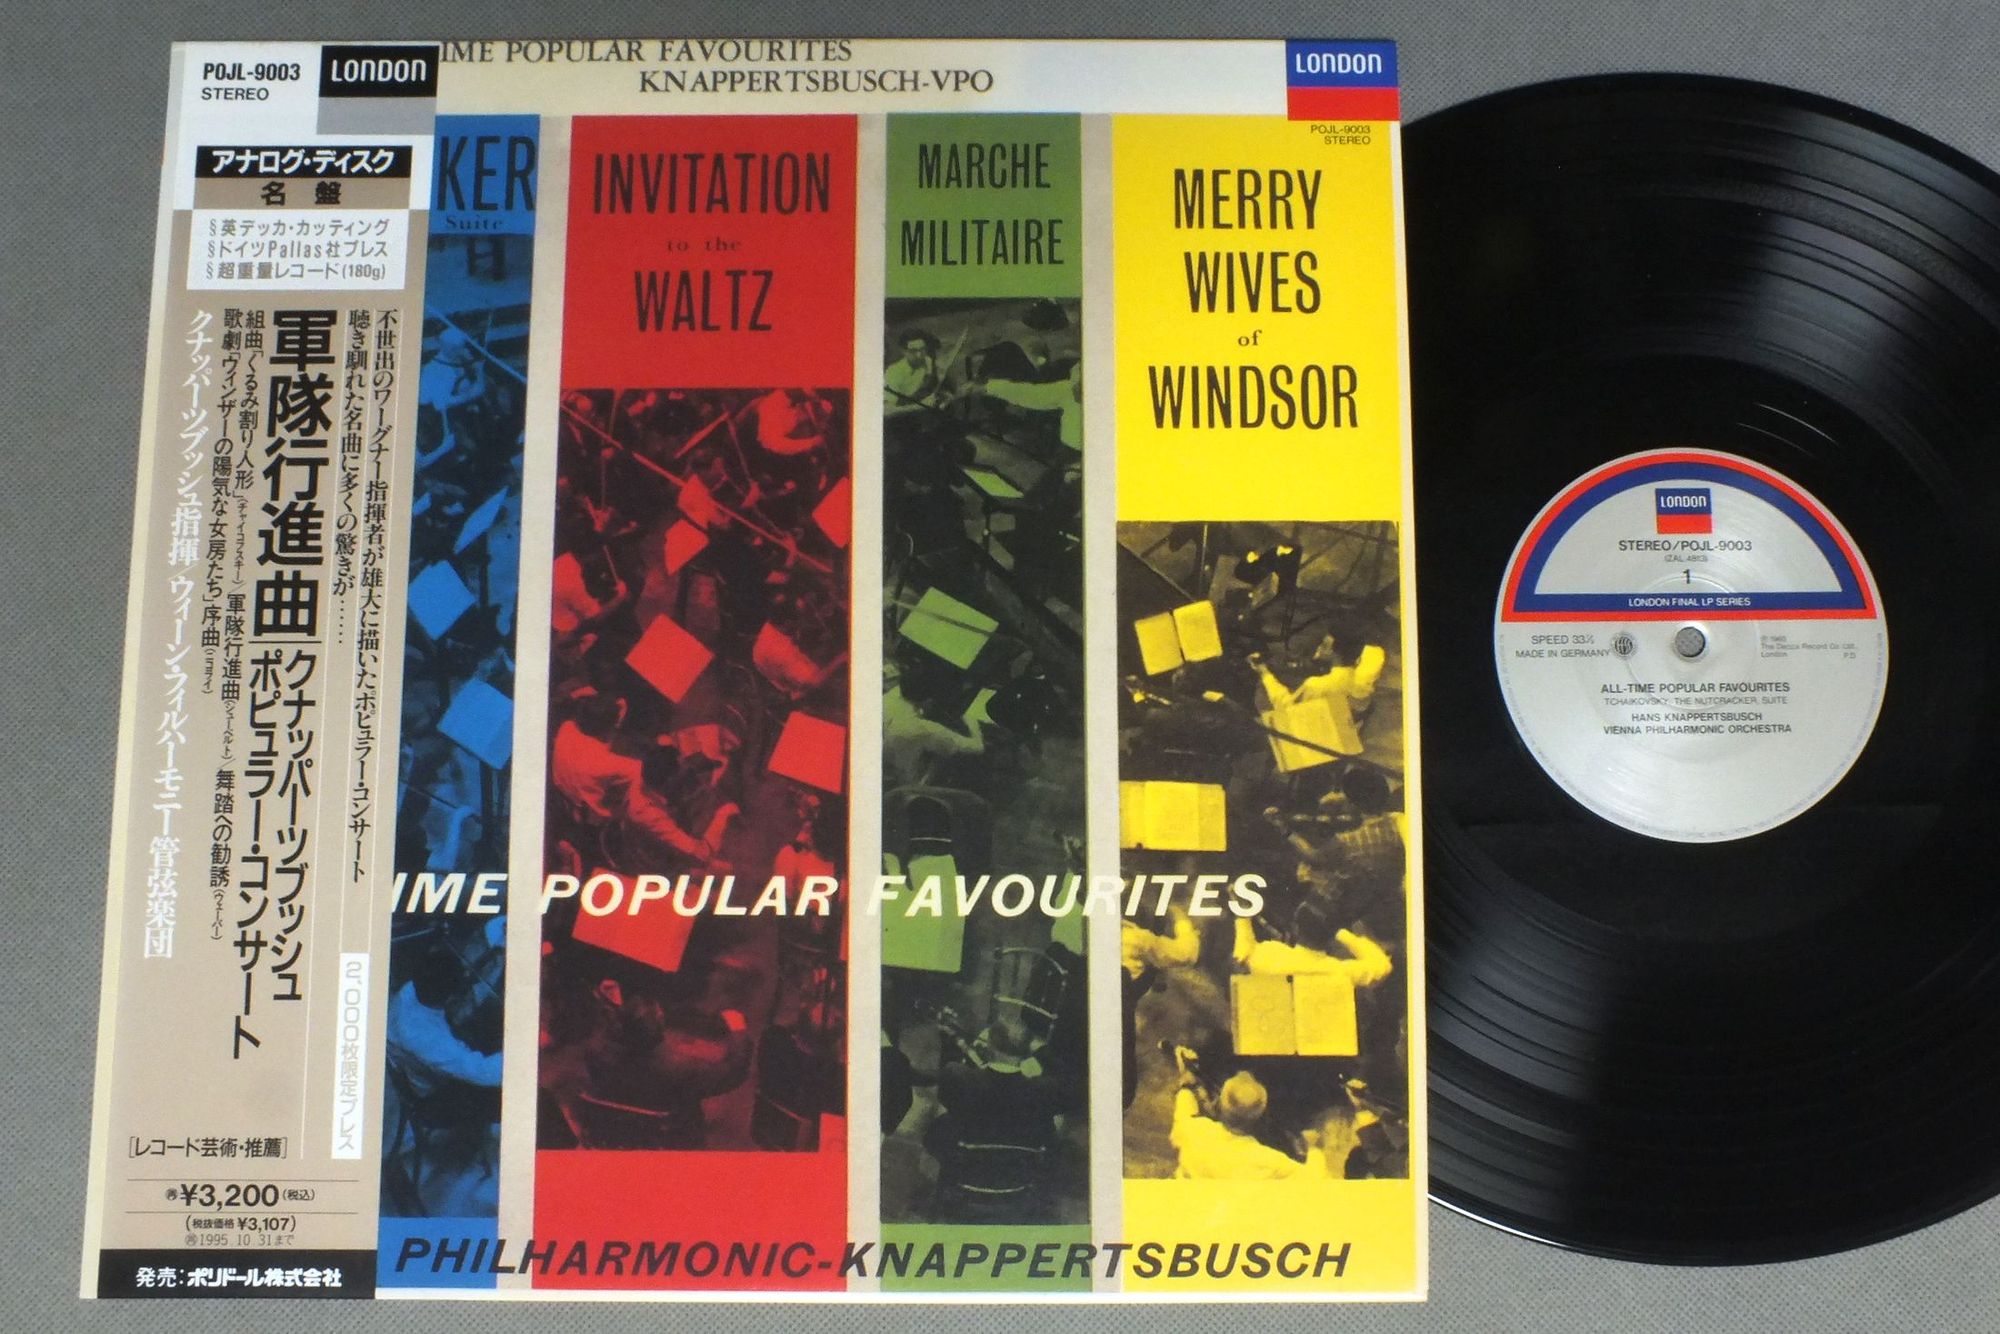 POJL-9003
STEREO
LONDON
アナログ・ディスク
名盤
§英デッカ・カッティング
§ドイツPallas社プレス
§超重量レコード(180g)
不世出のワーグナー指揮者が雄大に描いたポピュラー・コンサート
聴き馴れた名曲に多くの驚きが……
軍隊行進曲
クナッパーツブッシュ
ポピュラー・コンサート
組曲「くるみ割り人形」(チャイコフスキー)／軍隊行進曲(シューベルト)／舞踏への勧誘(ウェーバー)
歌劇「ウィンザーの陽気な女房たち」序曲(ニコライ)
クナッパーツブッシュ指揮 ウィーン・フィルハーモニー管弦楽団
2,000枚限定プレス
[レコード芸術・推薦]
¥3,200(税込)
(税抜価格 ¥3,107)
1995.10.31まで
発売:ポリドール株式会社
IME POPULAR FAVOURITES
KNAPPERTSBUSCH-VPO
LONDON
POJL-9003
STEREO
KER
Suite
INVITATION
to the
WALTZ
MARCHE
MILITAIRE
MERRY
WIVES
of
WINDSOR
IME POPULAR FAVOURITES
PHILHARMONIC-KNAPPERTSBUSCH
LONDON
STEREO/POJL-9003
(ZAL 4813)
1
LONDON FINAL LP SERIES
SPEED 33⅓
MADE IN GERMANY
℗ 1960
The Decca Record Co. Ltd.,
London
P.D
ALL-TIME POPULAR FAVOURITES
TCHAIKOVSKY: THE NUTCRACKER, SUITE
HANS KNAPPERTSBUSCH
VIENNA PHILHARMONIC ORCHESTRA